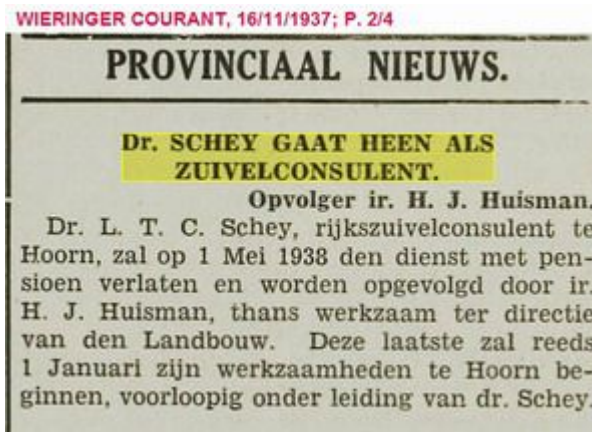 WIERINGER COURANT, 16/11/1937; P. 2/4
PROVINCIAAL NIEUWS.
Dr. SCHEY GAAT HEEN ALS
ZUIVELCONSULENT.
Opvolger ir. H. J. Huisman.
Dr. L. T. C. Schey, rijkszuivelconsulent te
Hoorn, zal op 1 Mei 1938 den dienst met pen-
sioen verlaten en worden opgevolgd door ir.
H. J. Huisman, thans werkzaam ter directie
van den Landbouw. Deze laatste zal reeds
1 Januari zijn werkzaamheden te Hoorn be-
ginnen, voorloopig onder leiding van dr. Schey.